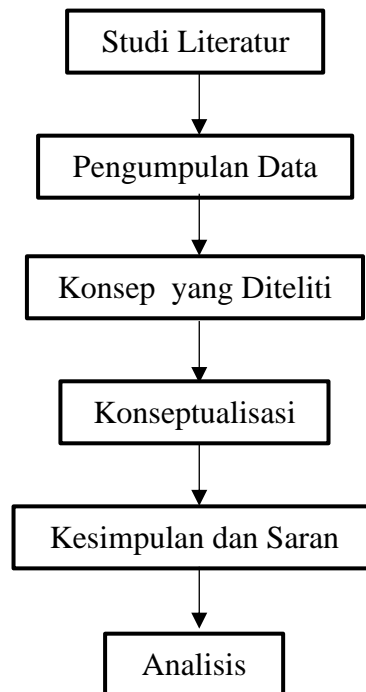 Studi Literatur
Pengumpulan Data
Konsep yang Diteliti
Konseptualisasi
Kesimpulan dan Saran
Analisis